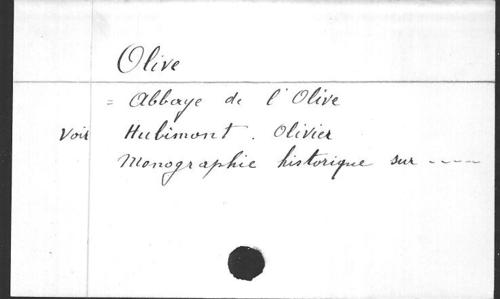 Olive
= Abbaye de l'Olive
Voir Hubimont. Olivier
Monographie historique sur ----